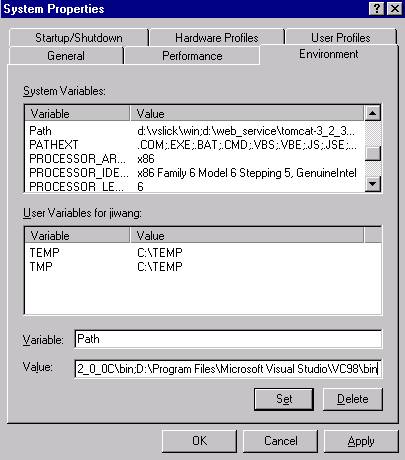 System Properties
Startup/Shutdown Hardware Profiles User Profiles
General Performance Environment
System Variables:
Variable Value
Path d:\vslick\win;d:\web_service\tomcat-3_2_3...
PATHEXT .COM;.EXE;.BAT;.CMD;.VBS;.VBE;.JS;.JSE;...
PROCESSOR_AR... x86
PROCESSOR_IDE... x86 Family 6 Model 6 Stepping 5, GenuineIntel
PROCESSOR_LE... 6
User Variables for jiwang:
Variable Value
TEMP C:\TEMP
TMP C:\TEMP
Variable: Path
Value: 2_0_0C\bin;D:\Program Files\Microsoft Visual Studio\VC98\bin
Set Delete
OK Cancel Apply